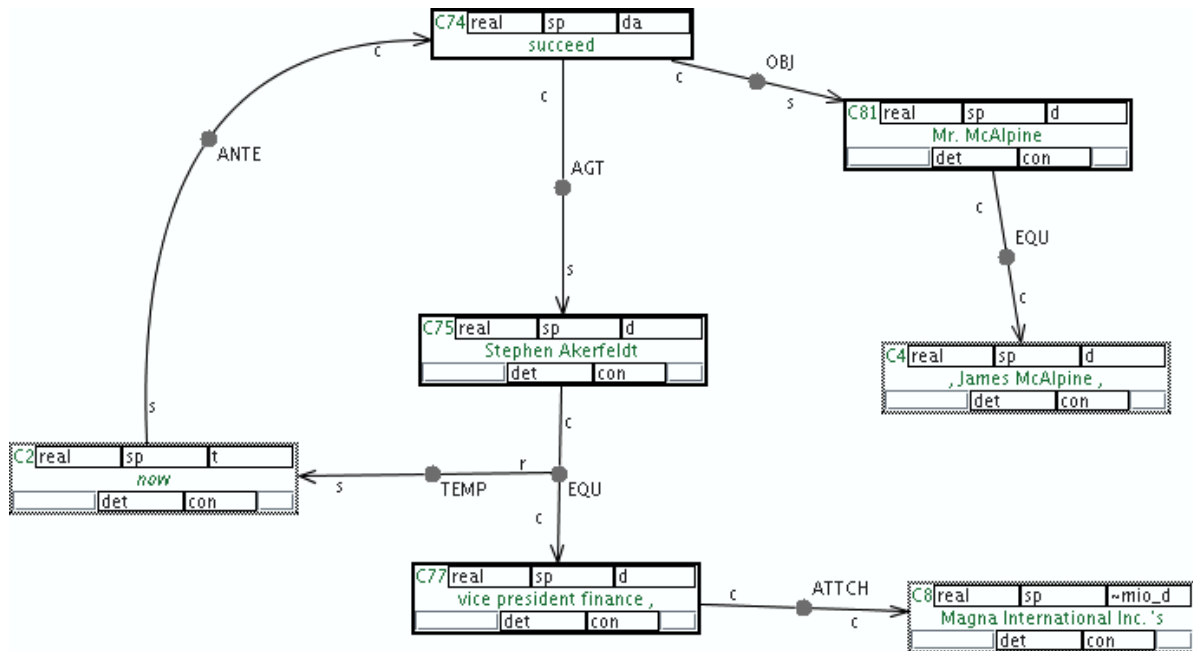 C74 real sp da
succeed
c
c
c
OBJ
s
C81 real sp d
Mr. McAlpine
det con
ANTE
AGT
c
EQU
s
c
C75 real sp d
Stephen Akerfeldt
det con
C4 real sp d
, James McAlpine ,
det con
s
c
C2 real sp t
now
det con
r
s
TEMP
EQU
c
C77 real sp d
vice president finance ,
det con
c
ATTCH
c
C8 real sp ~mio_d
Magna International Inc. 's
det con